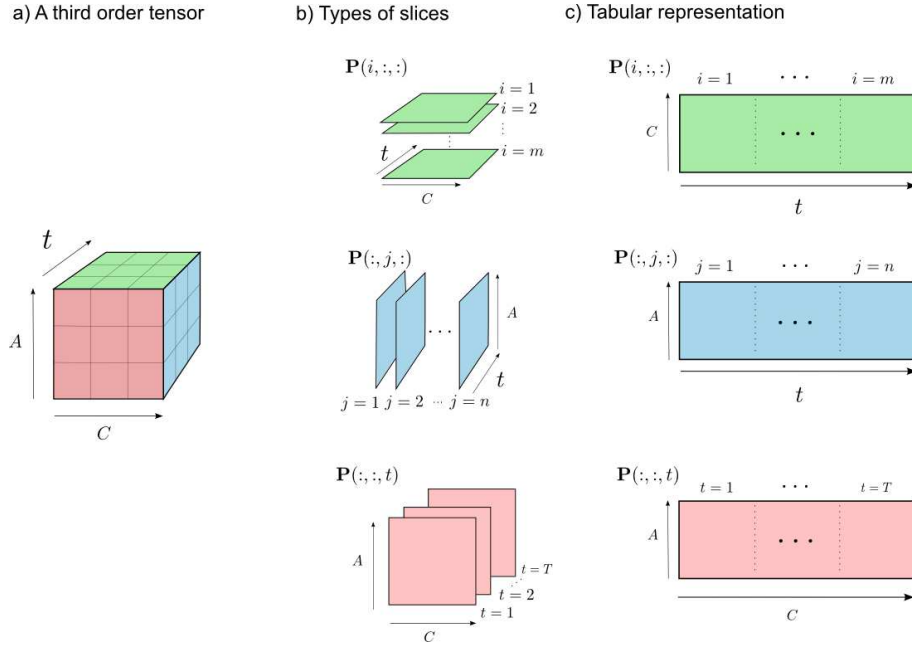 a) A third order tensor
b) Types of slices
c) Tabular representation
t
A
C
P(i, :, :)
i = 1
i = 2
⋮
⋮
i = m
t
C
P(:, j, :)
A
· · ·
t
j = 1 j = 2 ··· j = n
P(:, :, t)
A
t = T
⋰
t = 2
t = 1
C
P(i, :, :)
i = 1 · · · i = m
C
· · ·
t
P(:, j, :)
j = 1 · · · j = n
A
· · ·
t
P(:, :, t)
t = 1 · · · t = T
A
· · ·
C